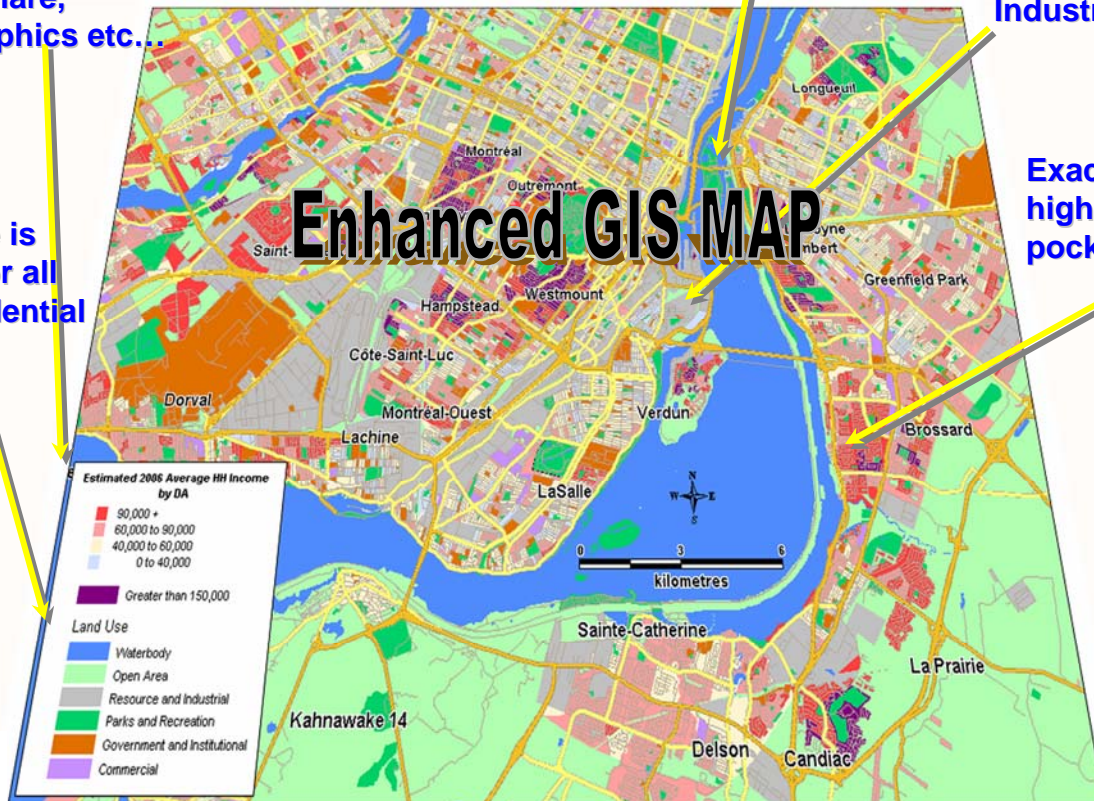 phics etc…
Industr
Longueuil
Montréal
Outremont
Exac
high
pock
Enhanced GIS MAP
is
r all
lential
Saint-
Greenfield Park
Westmount
Hampstead
Côte-Saint-Luc
Dorval
Montréal-Ouest
Verdun
Lachine
Brossard
LaSalle
N
W E
S
0 3 6
kilometres
Estimated 2006 Average HH Income
by DA
90,000 +
60,000 to 90,000
40,000 to 60,000
0 to 40,000
Greater than 150,000
Land Use
Waterbody
Open Area
Resource and Industrial
Parks and Recreation
Government and Institutional
Commercial
Sainte-Catherine
La Prairie
Kahnawake 14
Delson
Candiac